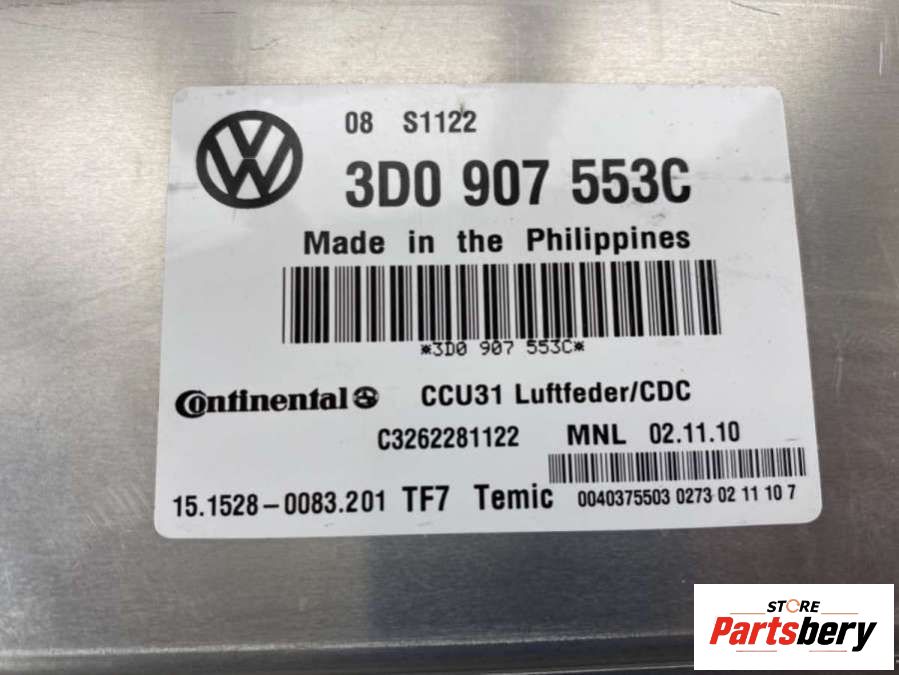 08 S1122
3D0 907 553C
Made in the Philippines
*3D0 907 553C*
Continental CCU31 Luftfeder/CDC
C3262281122 MNL 02.11.10
15.1528-0083.201 TF7 Temic 0040375503 0273 02 11 10 7
STORE
Partsbery